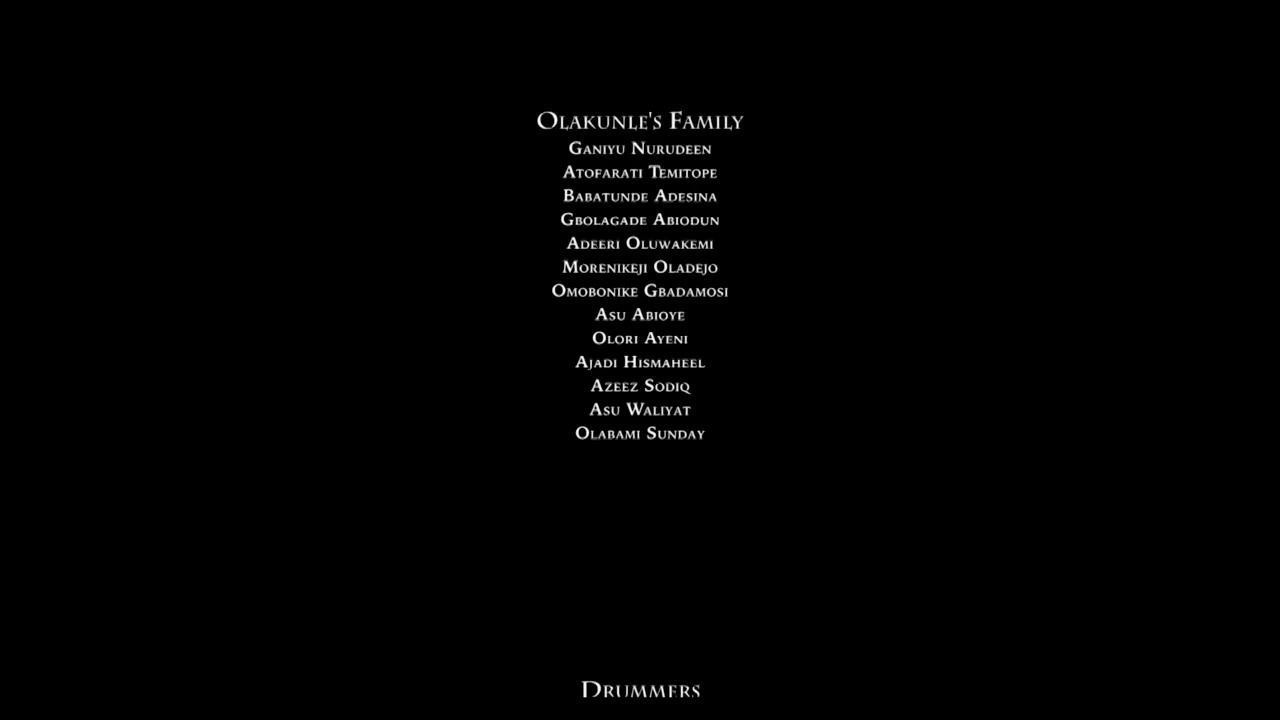 Olakunle's Family
Ganiyu Nurudeen
Atofarati Temitope
Babatunde Adesina
Gbolagade Abiodun
Adeeri Oluwakemi
Morenikeji Oladejo
Omobonike Gbadamosi
Asu Abioye
Olori Ayeni
Ajadi Hismaheel
Azeez Sodiq
Asu Waliyat
Olabami Sunday
Drummers